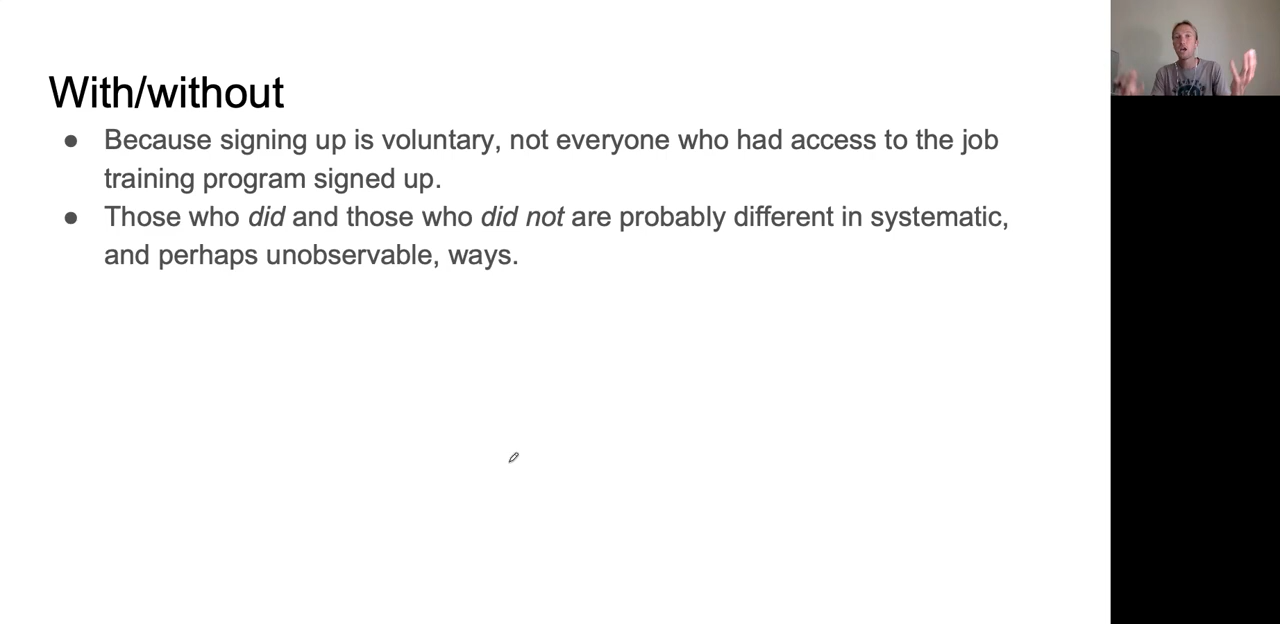 With/without
● Because signing up is voluntary, not everyone who had access to the job
training program signed up.
● Those who did and those who did not are probably different in systematic,
and perhaps unobservable, ways.